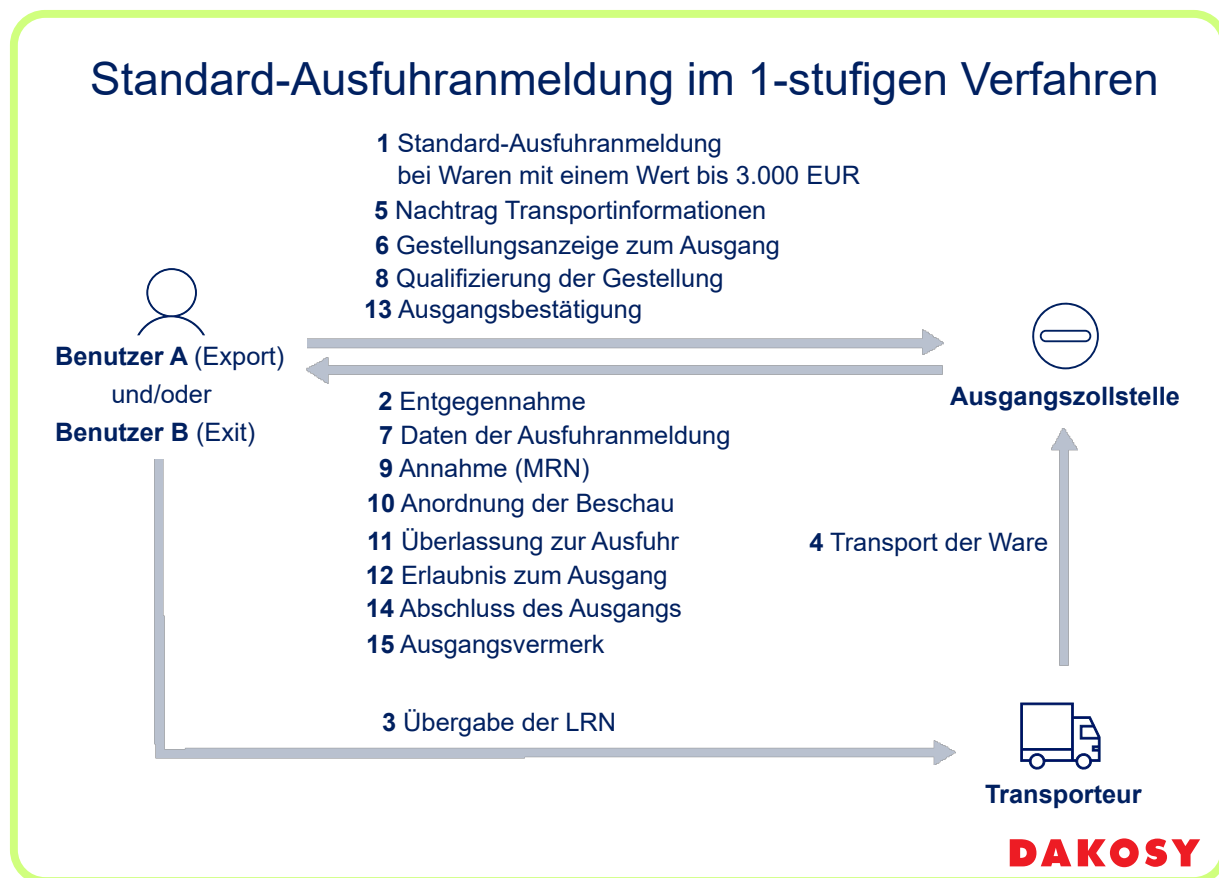 Standard-Ausfuhranmeldung im 1-stufigen Verfahren
1 Standard-Ausfuhranmeldung
bei Waren mit einem Wert bis 3.000 EUR
5 Nachtrag Transportinformationen
6 Gestellungsanzeige zum Ausgang
8 Qualifizierung der Gestellung
13 Ausgangsbestätigung
Benutzer A (Export)
und/oder
Benutzer B (Exit)
Ausgangszollstelle
2 Entgegennahme
7 Daten der Ausfuhranmeldung
9 Annahme (MRN)
10 Anordnung der Beschau
11 Überlassung zur Ausfuhr
12 Erlaubnis zum Ausgang
14 Abschluss des Ausgangs
15 Ausgangsvermerk
4 Transport der Ware
3 Übergabe der LRN
Transporteur
DAKOSY